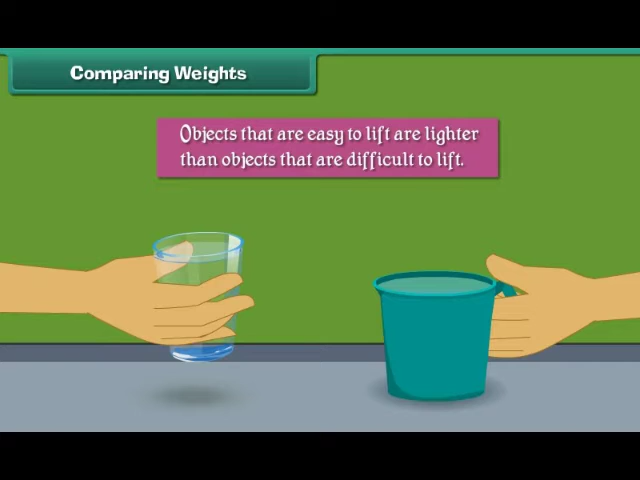 Comparing Weights
Objects that are easy to lift are lighter
than objects that are difficult to lift.